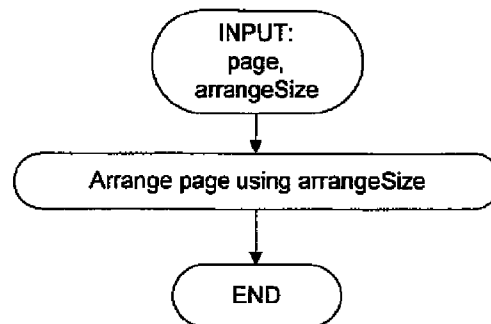 INPUT:
page,
arrangeSize
Arrange page using arrangeSize
END